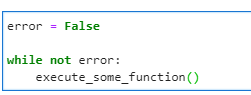 error = False
while not error:
    execute_some_function()